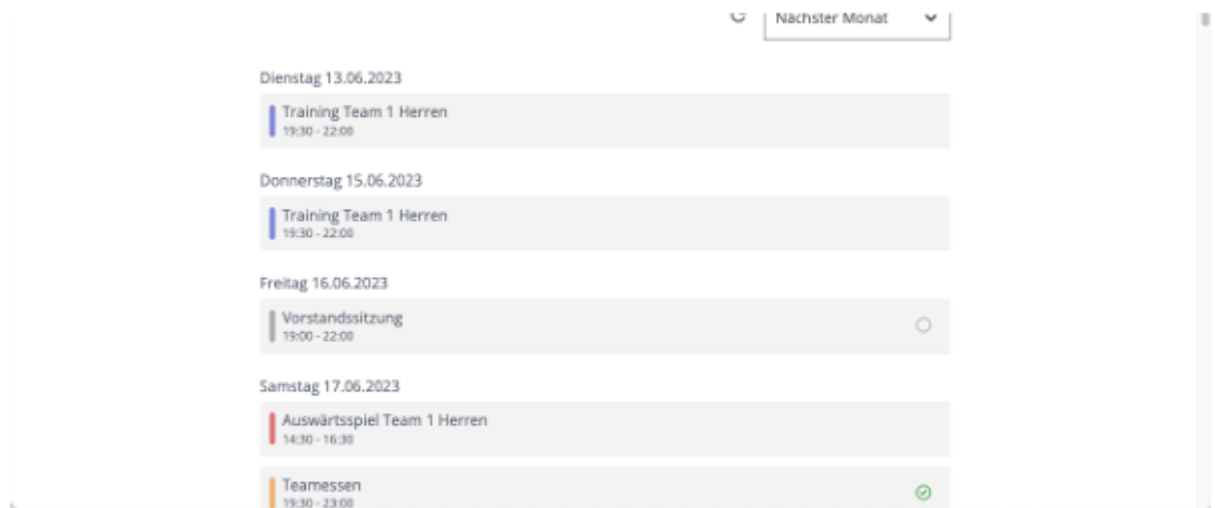 Nächster Monat
Dienstag 13.06.2023
Training Team 1 Herren
19:30 - 22:00
Donnerstag 15.06.2023
Training Team 1 Herren
19:30 - 22:00
Freitag 16.06.2023
Vorstandssitzung
19:00 - 22:00
Samstag 17.06.2023
Auswärtsspiel Team 1 Herren
14:30 - 16:30
Teamessen
19:30 - 23:00